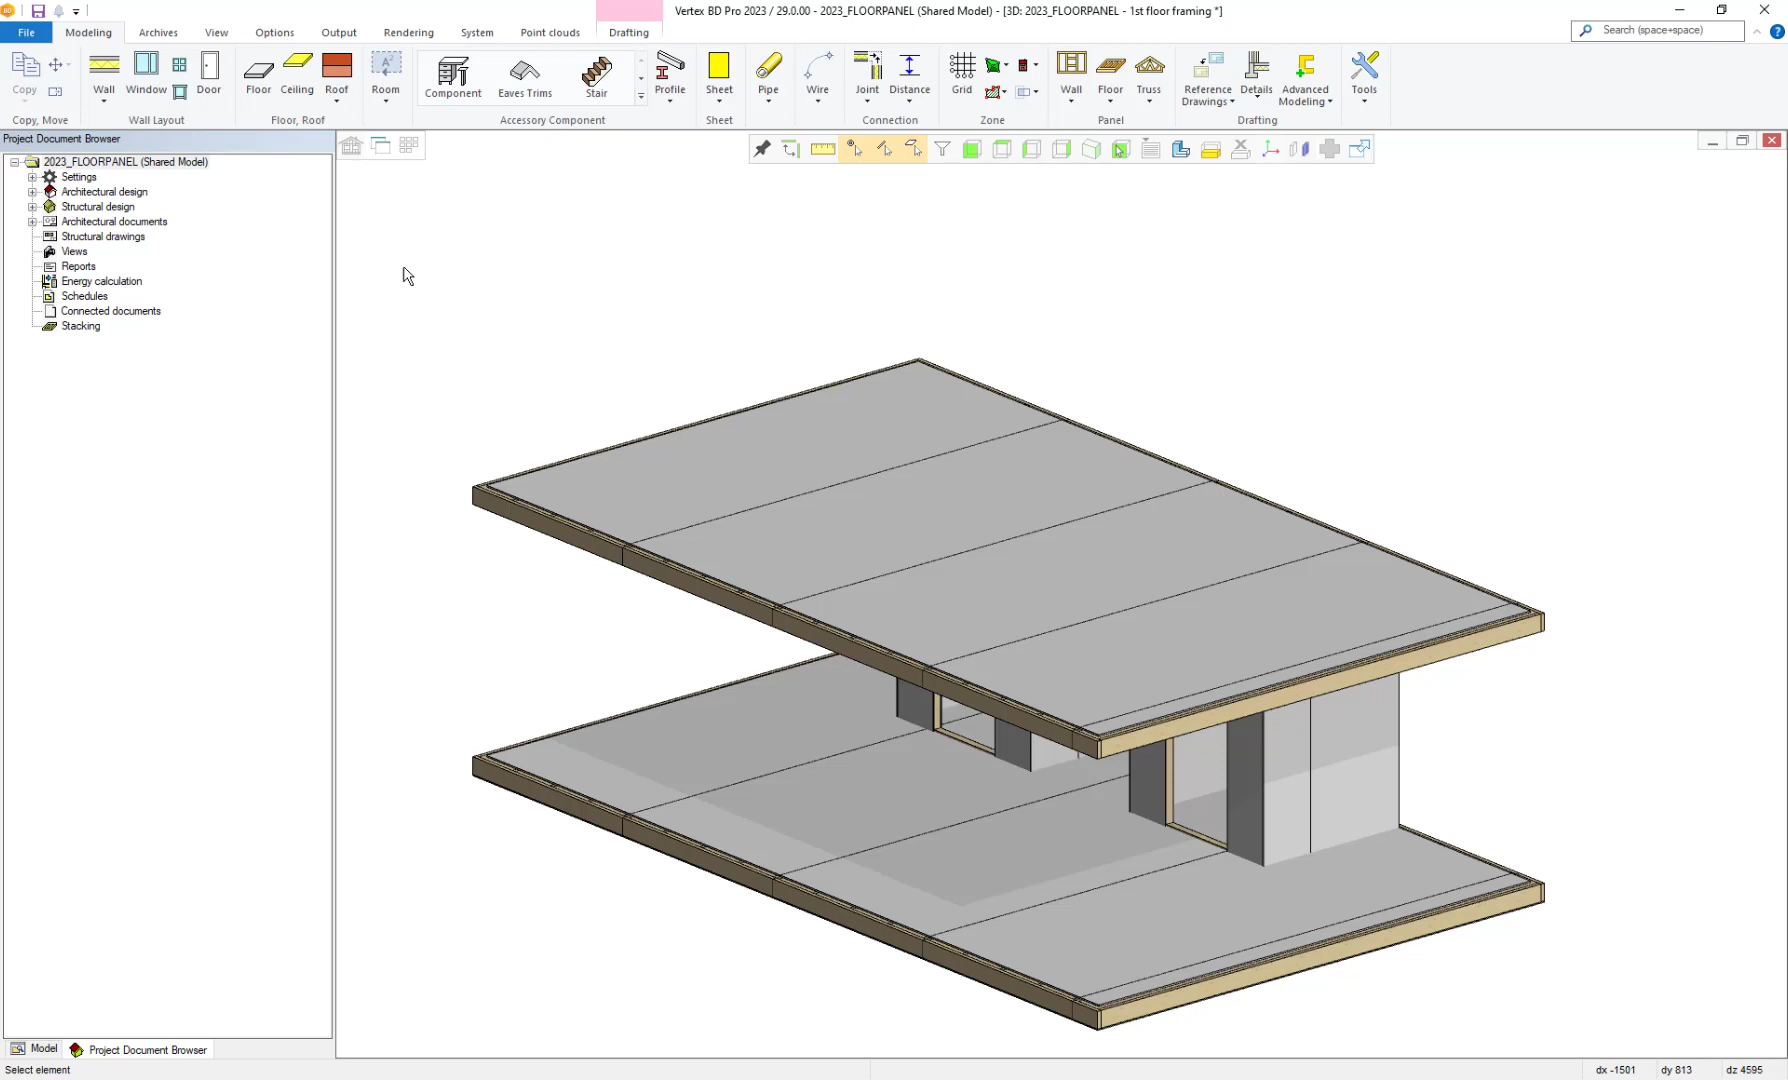 Vertex BD Pro 2023 / 29.0.00 - 2023_FLOORPANEL (Shared Model) - [3D: 2023_FLOORPANEL - 1st floor framing *]
File Modeling Archives View Options Output Rendering System Point clouds Drafting
Search (space+space)
Copy Wall Window Door Floor Ceiling Roof Room Component Eaves Trims Stair Profile Sheet Pipe Wire Joint Distance Grid Wall Floor Truss Reference Drawings Details Advanced Modeling Tools
Copy, Move Wall Layout Floor, Roof Accessory Component Sheet Connection Zone Panel Drafting
Project Document Browser
2023_FLOORPANEL (Shared Model)
Settings
Architectural design
Structural design
Architectural documents
Structural drawings
Views
Reports
Energy calculation
Schedules
Connected documents
Stacking
Model Project Document Browser
Select element dx -1501 dy 813 dz 4595